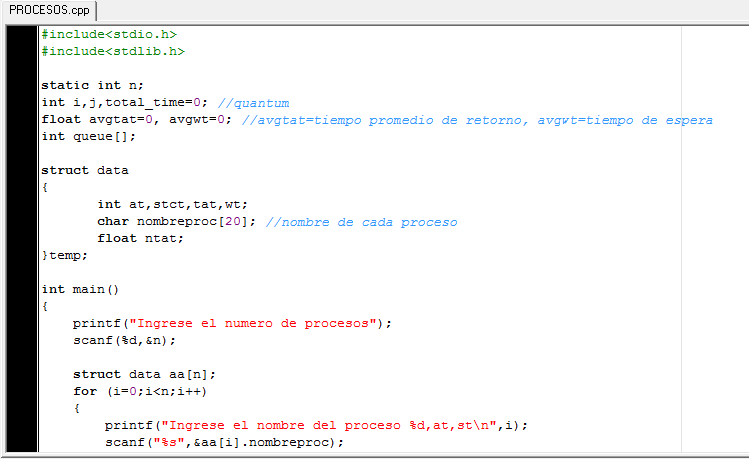 PROCESOS.cpp
#include<stdio.h>
#include<stdlib.h>
static int n;
int i,j,total_time=0; //quantum
float avgtat=0, avgwt=0; //avgtat=tiempo promedio de retorno, avgwt=tiempo de espera
int queue[];
struct data
{
int at,stct,tat,wt;
char nombreproc[20]; //nombre de cada proceso
float ntat;
}temp;
int main()
{
printf("Ingrese el numero de procesos");
scanf(%d,&n);
struct data aa[n];
for (i=0;i<n;i++)
{
printf("Ingrese el nombre del proceso %d,at,st\n",i);
scanf("%s",&aa[i].nombreproc);